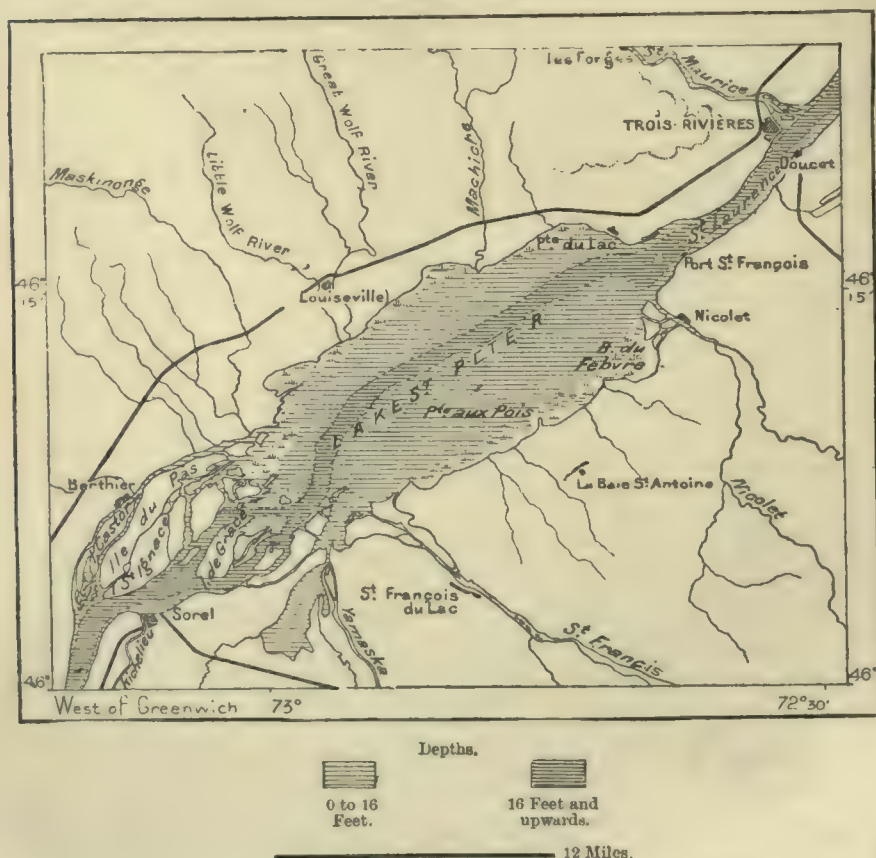 Les Forges
St. Maurice
TROIS-RIVIÈRES
Doucet
Great Wolf River
Little Wolf River
Machiche
Maskinonge
St. Laurence
Pte du Lac
Port St. François
46°
15'
46°
15'
Louiseville
Nicolet
B. du Febvre
LAKE ST. PETER
Pte aux Pois
La Baie St. Antoine
Nicolet
Berthier
Castor
Ile du Pas
St. Ignace
de Grace
Sorel
Richelieu
Yamaska
St. François
du Lac
St. Francis
46°
46°
West of Greenwich
73°
72°30'
Depths.
0 to 16
Feet.
16 Feet and
upwards.
12 Miles.